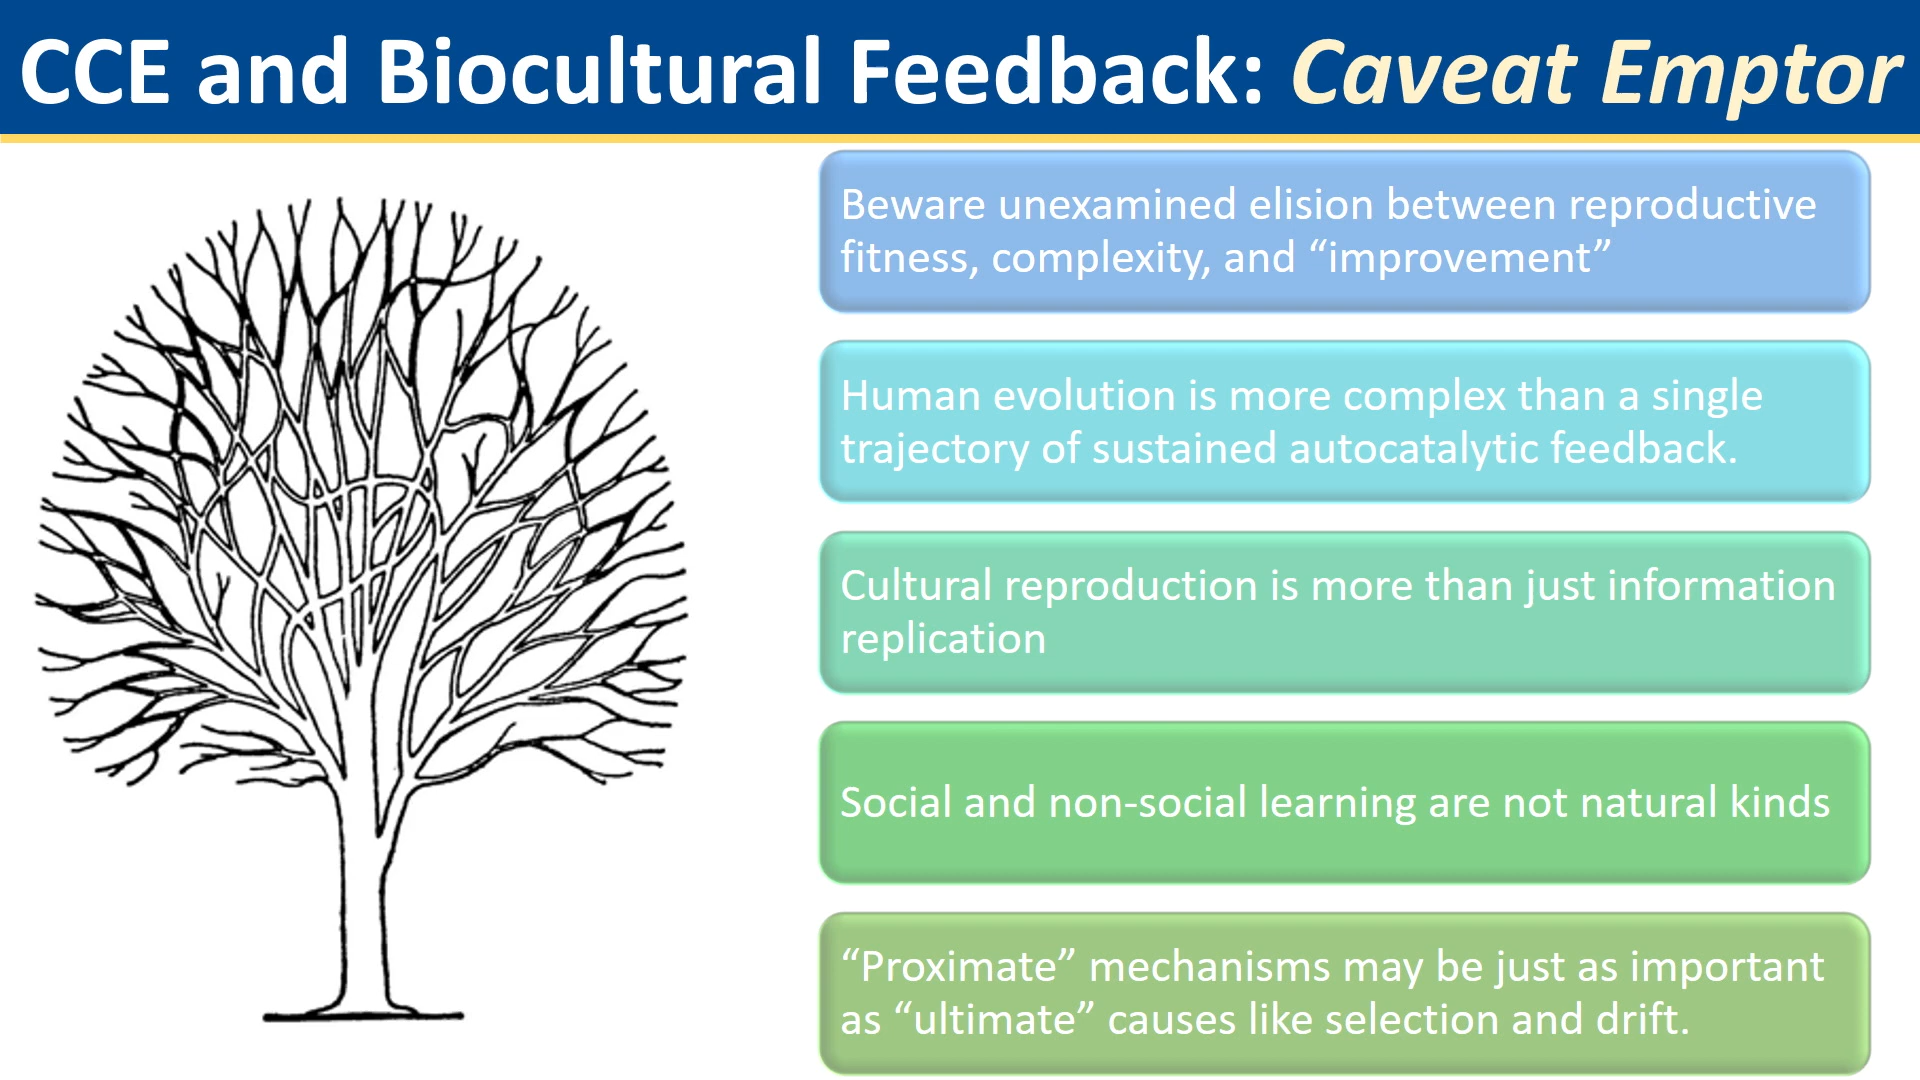 CCE and Biocultural Feedback: Caveat Emptor
Beware unexamined elision between reproductive
fitness, complexity, and “improvement”
Human evolution is more complex than a single
trajectory of sustained autocatalytic feedback.
Cultural reproduction is more than just information
replication
Social and non-social learning are not natural kinds
“Proximate” mechanisms may be just as important
as “ultimate” causes like selection and drift.